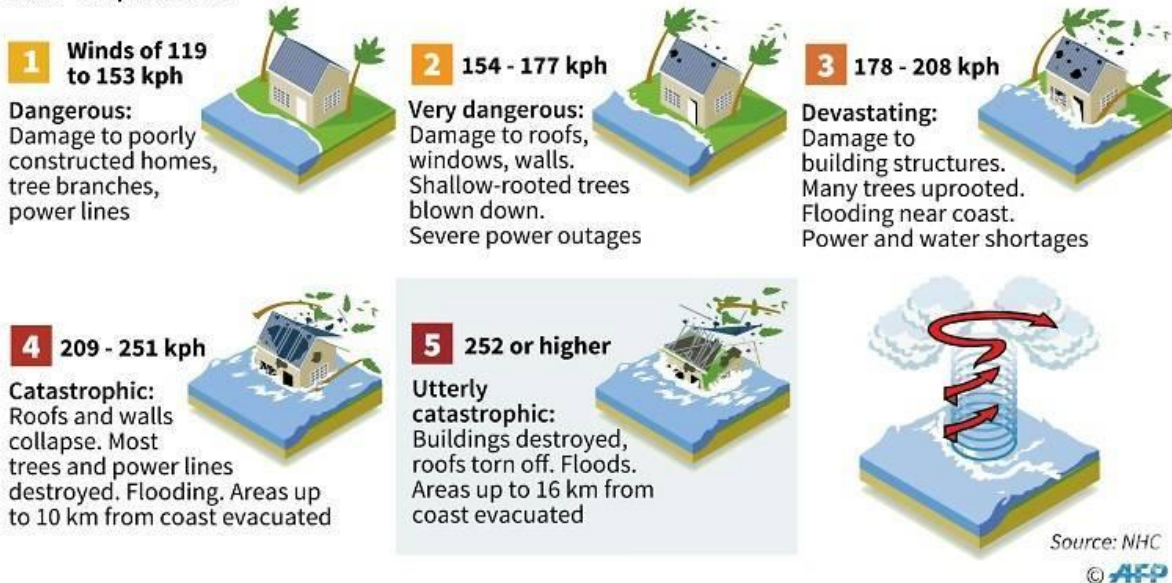 1
Winds of 119
to 153 kph
Dangerous:
Damage to poorly
constructed homes,
tree branches,
power lines
2
154 - 177 kph
Very dangerous:
Damage to roofs,
windows, walls.
Shallow-rooted trees
blown down.
Severe power outages
3
178 - 208 kph
Devastating:
Damage to
building structures.
Many trees uprooted.
Flooding near coast.
Power and water shortages
4
209 - 251 kph
Catastrophic:
Roofs and walls
collapse. Most
trees and power lines
destroyed. Flooding. Areas up
to 10 km from coast evacuated
5
252 or higher
Utterly
catastrophic:
Buildings destroyed,
roofs torn off. Floods.
Areas up to 16 km from
coast evacuated
Source: NHC
© AFP